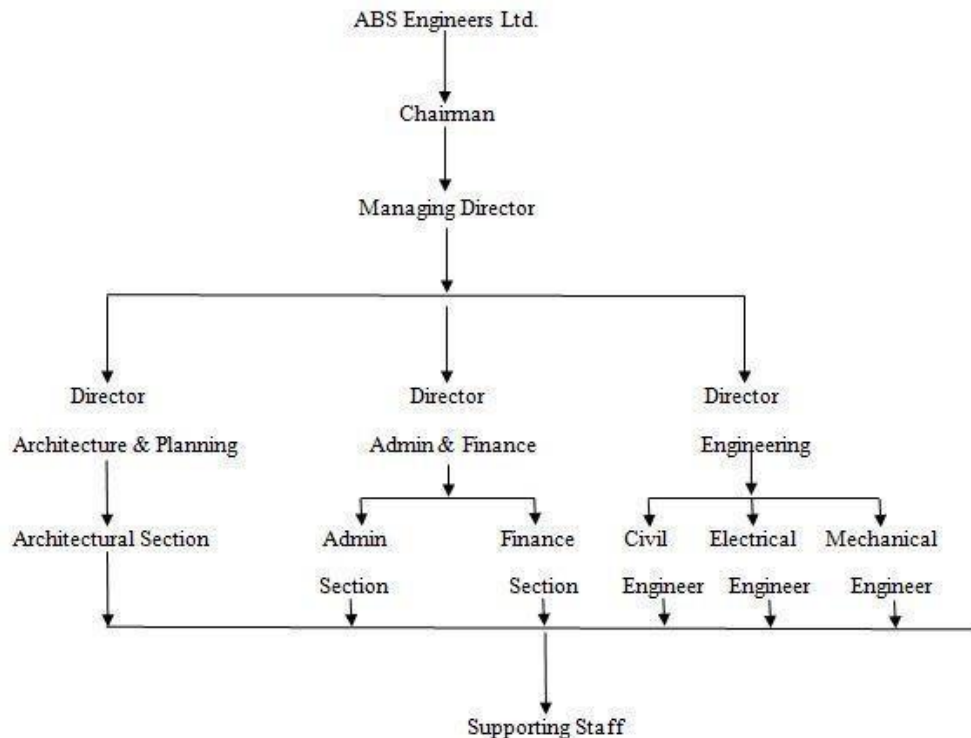 ABS Engineers Ltd.
Chairman
Managing Director
Director
Architecture & Planning
Director
Admin & Finance
Director
Engineering
Architectural Section
Admin
Section
Finance
Section
Civil
Engineer
Electrical
Engineer
Mechanical
Engineer
Supporting Staff